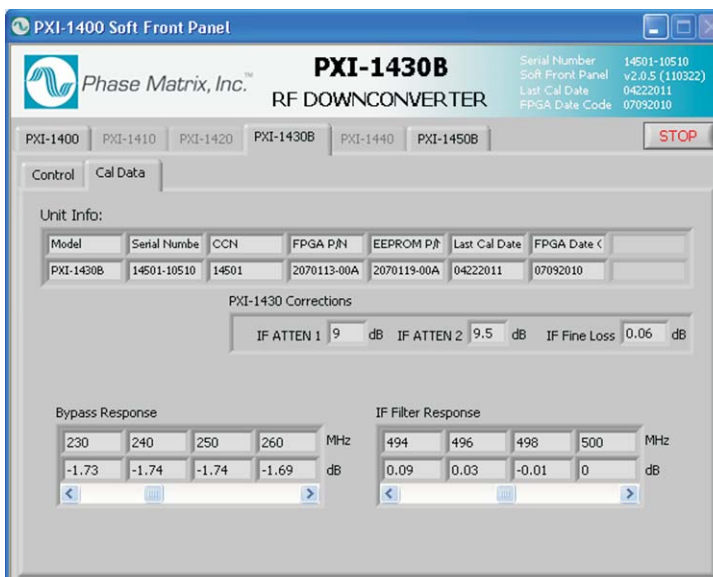 PXI-1400 Soft Front Panel
Phase Matrix, Inc.™
PXI-1430B
RF DOWNCONVERTER
Serial Number 14501-10510
Soft Front Panel v2.0.5 (110322)
Last Cal Date 04222011
FPGA Date Code 07092010
PXI-1400 PXI-1410 PXI-1420 PXI-1430B PXI-1440 PXI-1450B STOP
Control Cal Data
Unit Info:
Model Serial Numbe CCN FPGA P/N EEPROM P/ Last Cal Date FPGA Date
PXI-1430B 14501-10510 14501 2070113-00A 2070119-00A 04222011 07092010
PXI-1430 Corrections
IF ATTEN 1 9 dB IF ATTEN 2 9.5 dB IF Fine Loss 0.06 dB
Bypass Response
230 240 250 260 MHz
-1.73 -1.74 -1.74 -1.69 dB
IF Filter Response
494 496 498 500 MHz
0.09 0.03 -0.01 0 dB